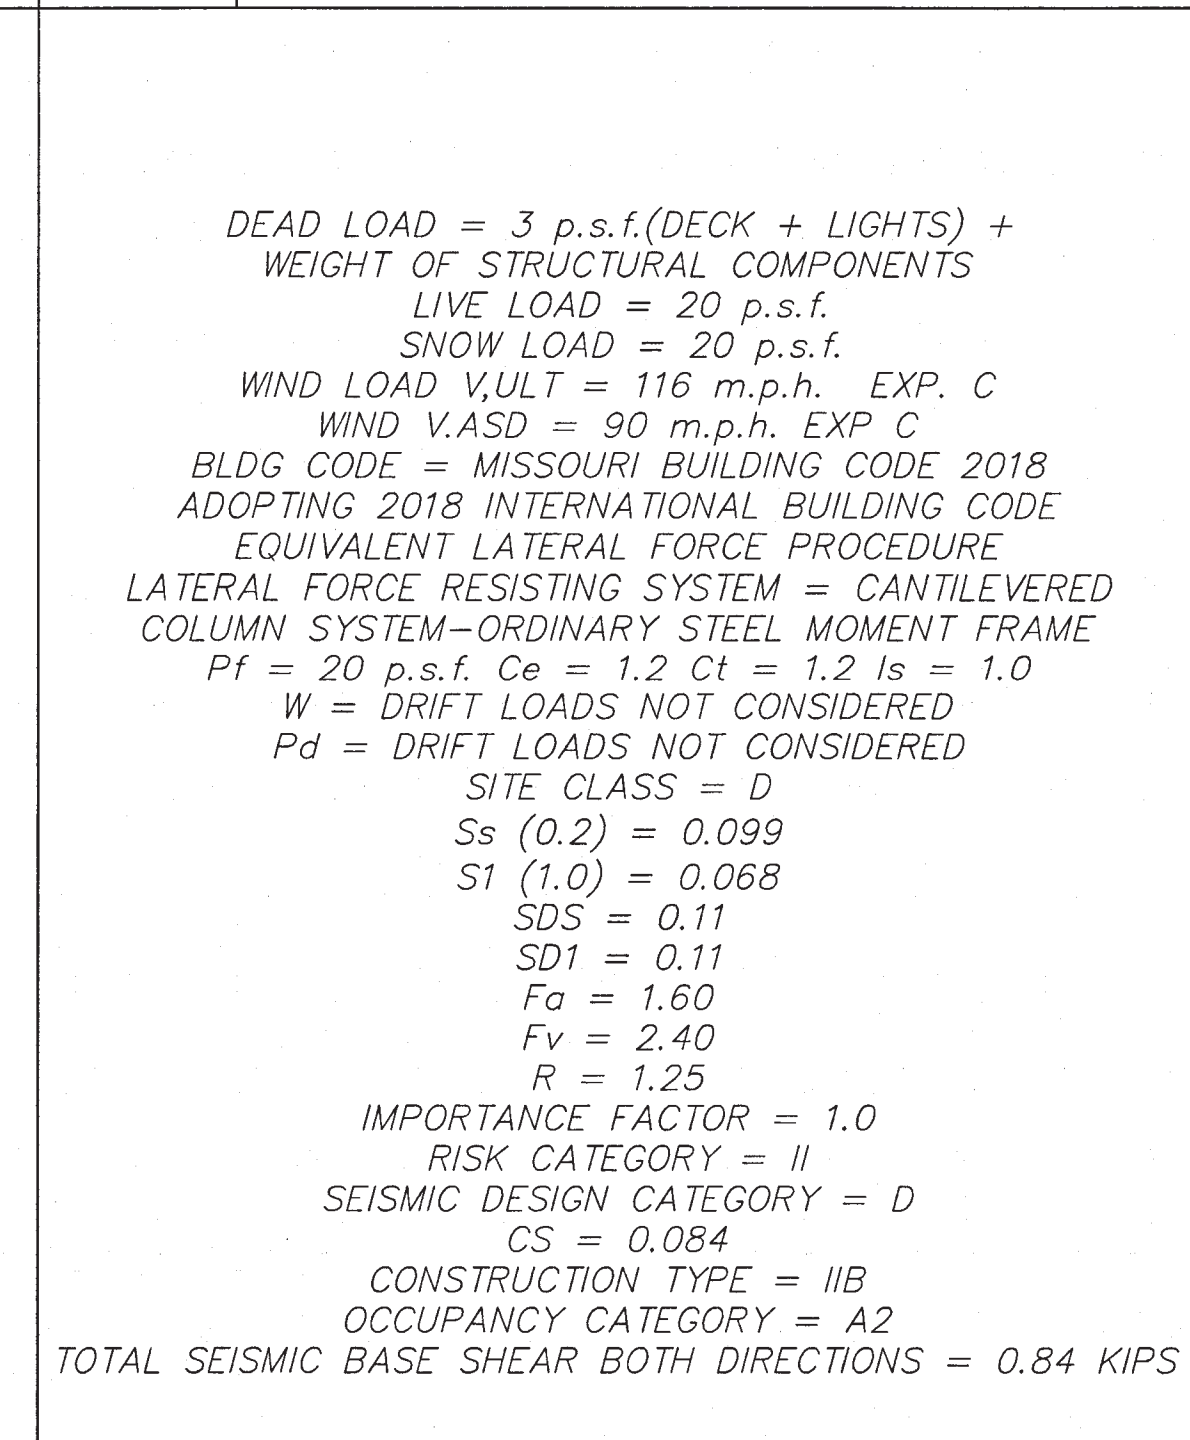 DEAD LOAD = 3 p.s.f.(DECK + LIGHTS) +
WEIGHT OF STRUCTURAL COMPONENTS
LIVE LOAD = 20 p.s.f.
SNOW LOAD = 20 p.s.f.
WIND LOAD V,ULT = 116 m.p.h. EXP. C
WIND V.ASD = 90 m.p.h. EXP C
BLDG CODE = MISSOURI BUILDING CODE 2018
ADOPTING 2018 INTERNATIONAL BUILDING CODE
EQUIVALENT LATERAL FORCE PROCEDURE
LATERAL FORCE RESISTING SYSTEM = CANTILEVERED
COLUMN SYSTEM-ORDINARY STEEL MOMENT FRAME
Pf = 20 p.s.f. Ce = 1.2 Ct = 1.2 Is = 1.0
W = DRIFT LOADS NOT CONSIDERED
Pd = DRIFT LOADS NOT CONSIDERED
SITE CLASS = D
Ss (0.2) = 0.099
S1 (1.0) = 0.068
SDS = 0.11
SD1 = 0.11
Fa = 1.60
Fv = 2.40
R = 1.25
IMPORTANCE FACTOR = 1.0
RISK CATEGORY = II
SEISMIC DESIGN CATEGORY = D
CS = 0.084
CONSTRUCTION TYPE = IIB
OCCUPANCY CATEGORY = A2
TOTAL SEISMIC BASE SHEAR BOTH DIRECTIONS = 0.84 KIPS